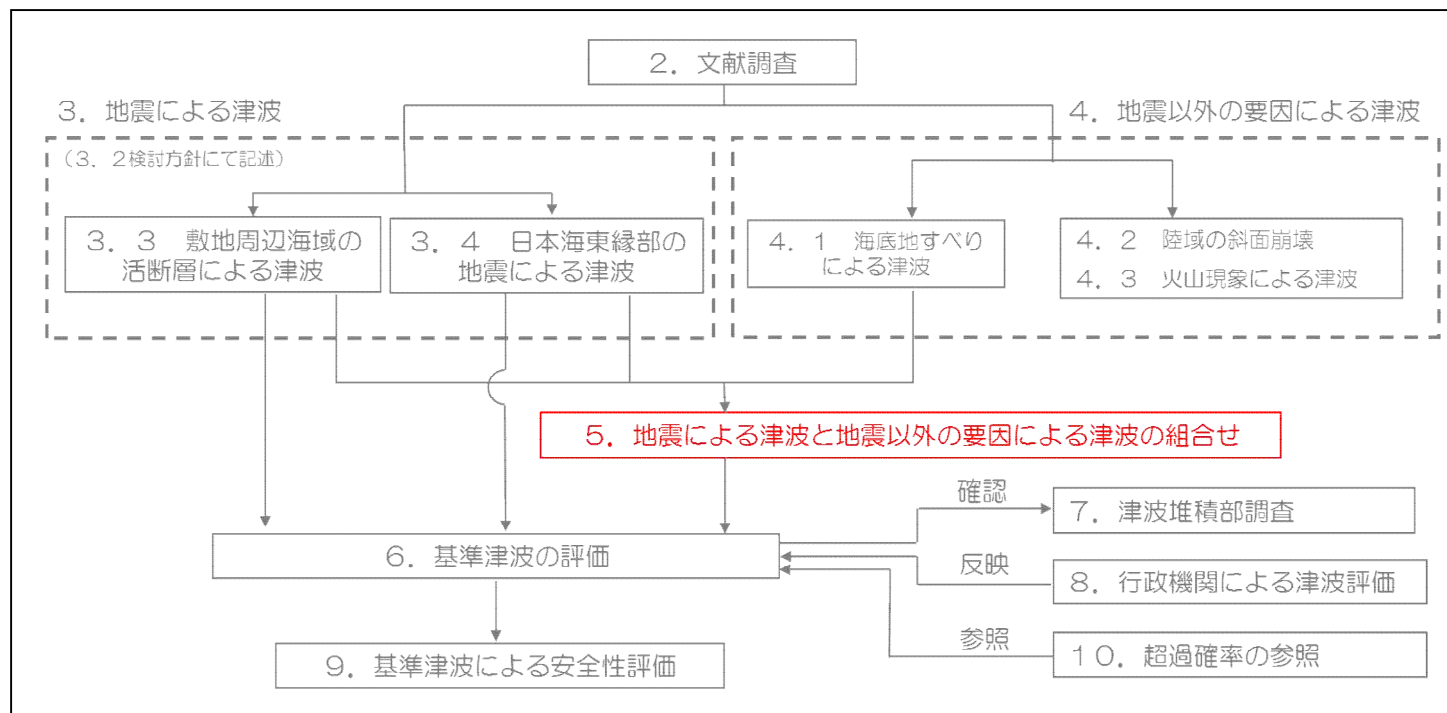 ２．文献調査
３．地震による津波
４．地震以外の要因による津波
（３．２検討方針にて記述）
３．３　敷地周辺海域の
活断層による津波
３．４　日本海東縁部の
地震による津波
４．１　海底地すべり
による津波
４．２　陸域の斜面崩壊
４．３　火山現象による津波
５．地震による津波と地震以外の要因による津波の組合せ
確認
７．津波堆積部調査
６．基準津波の評価
反映
８．行政機関による津波評価
参照
１０．超過確率の参照
９．基準津波による安全性評価